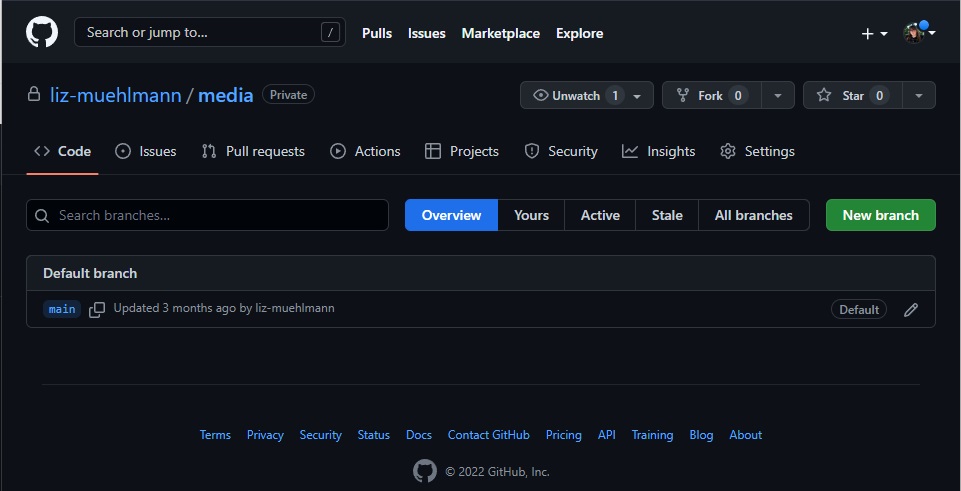 Search or jump to... / Pulls Issues Marketplace Explore
liz-muehlmann / media Private Unwatch 1 Fork 0 Star 0
Code Issues Pull requests Actions Projects Security Insights Settings
Search branches... Overview Yours Active Stale All branches New branch
Default branch
main Updated 3 months ago by liz-muehlmann Default
Terms Privacy Security Status Docs Contact GitHub Pricing API Training Blog About
© 2022 GitHub, Inc.